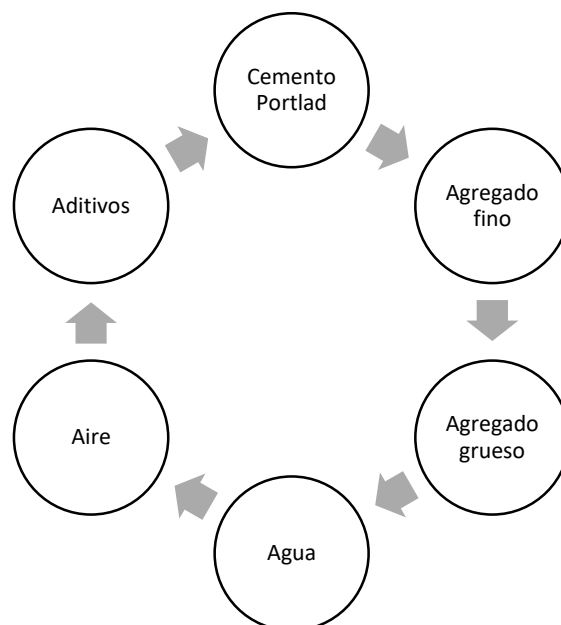 Cemento
Portlad
Agregado
fino
Agregado
grueso
Agua
Aire
Aditivos